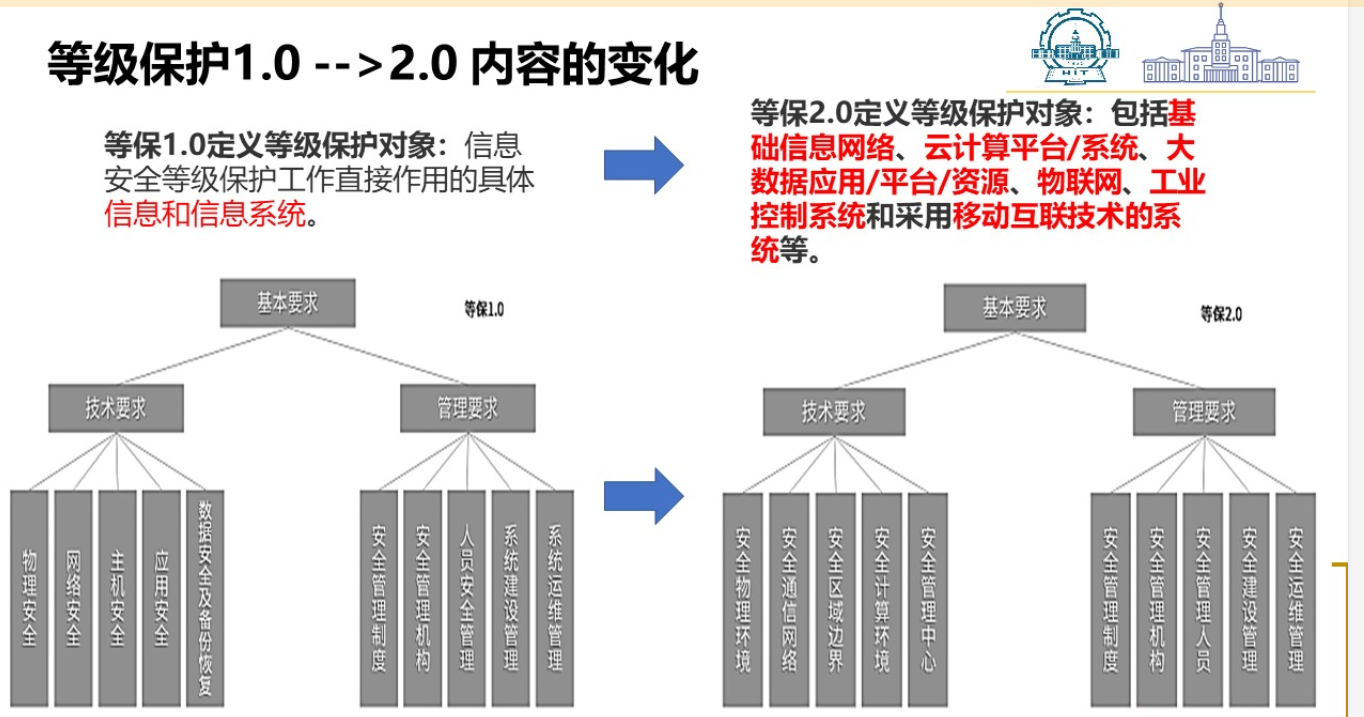 等级保护1.0 -->2.0 内容的变化
HIT
等保1.0定义等级保护对象：信息
安全等级保护工作直接作用的具体
信息和信息系统。
等保2.0定义等级保护对象：包括基
础信息网络、云计算平台/系统、大
数据应用/平台/资源、物联网、工业
控制系统和采用移动互联技术的系
统等。
基本要求
等保1.0
技术要求
管理要求
物理安全
网络安全
主机安全
应用安全
数据安全及备份恢复
安全管理制度
安全管理机构
人员安全管理
系统建设管理
系统运维管理
基本要求
等保2.0
技术要求
管理要求
安全物理环境
安全通信网络
安全区域边界
安全计算环境
安全管理中心
安全管理制度
安全管理机构
安全管理人员
安全建设管理
安全运维管理